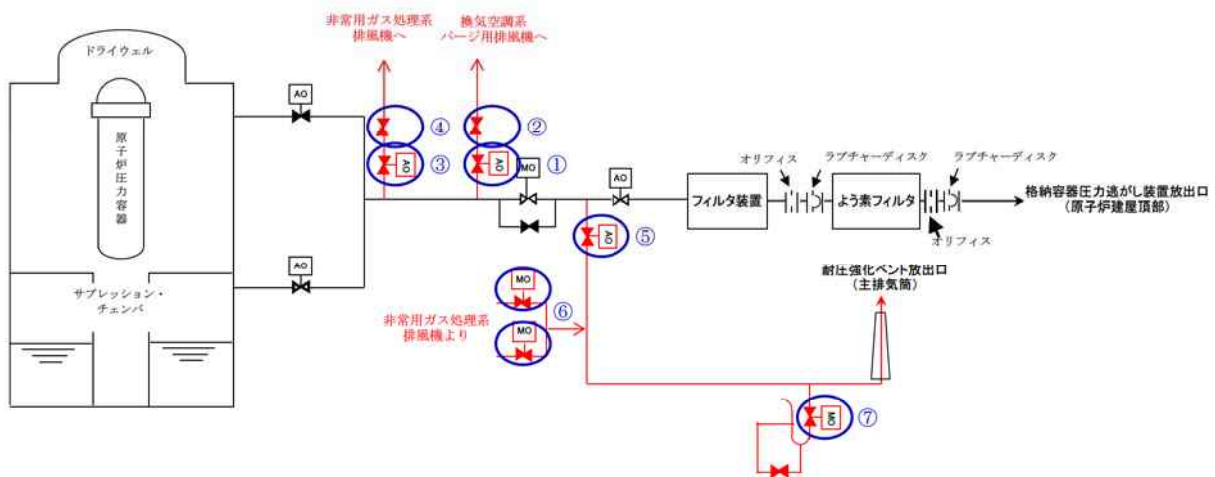 非常用ガス処理系
排風機へ
換気空調系
パージ用排風機へ
ドライウェル
AO
④
②
③
AO
AO
①
MO
AO
原子炉圧力容器
オリフィス
ラプチャーディスク
ラプチャーディスク
フィルタ装置
よう素フィルタ
格納容器圧力逃がし装置放出口
(原子炉建屋頂部)
オリフィス
AO
⑤
AO
サプレッション・
チェンバ
耐圧強化ベント放出口
(主排気筒)
MO
⑥
MO
非常用ガス処理系
排風機より
MO
⑦